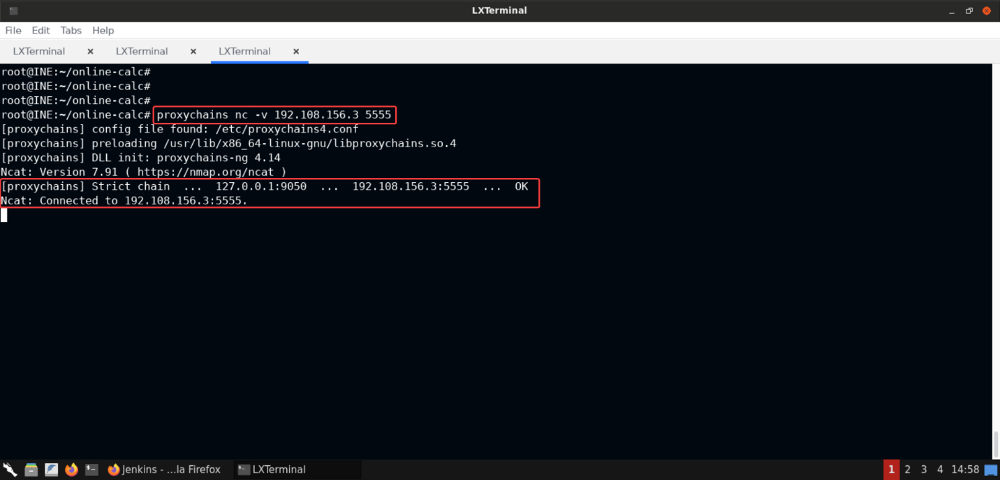 LXTerminal
File Edit Tabs Help
LXTerminal × LXTerminal × LXTerminal ×
root@INE:~/online-calc#
root@INE:~/online-calc#
root@INE:~/online-calc#
root@INE:~/online-calc# proxychains nc -v 192.108.156.3 5555
[proxychains] config file found: /etc/proxychains4.conf
[proxychains] preloading /usr/lib/x86_64-linux-gnu/libproxychains.so.4
[proxychains] DLL init: proxychains-ng 4.14
Ncat: Version 7.91 ( https://nmap.org/ncat )
[proxychains] Strict chain  ...  127.0.0.1:9050  ...  192.108.156.3:5555  ...  OK
Ncat: Connected to 192.108.156.3:5555.
Jenkins - ...la Firefox LXTerminal 1 2 3 4 14:58